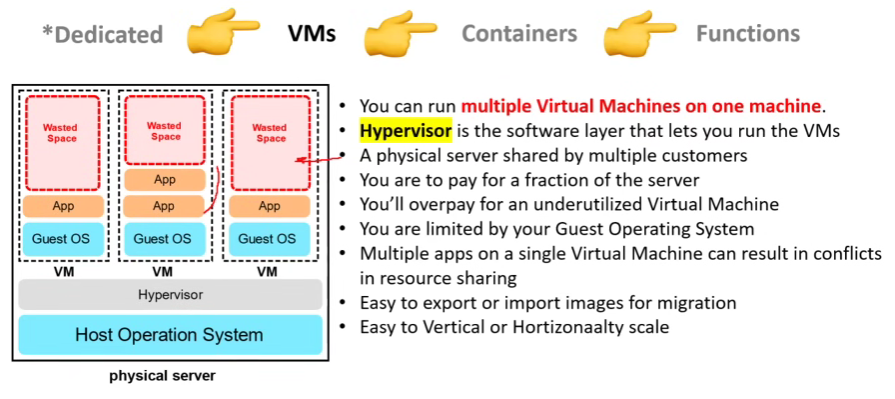 *Dedicated VMs Containers Functions
Wasted
Space
Wasted
Space
Wasted
Space
App
App
App
App
Guest OS
Guest OS
Guest OS
VM
VM
VM
Hypervisor
Host Operation System
physical server
• You can run multiple Virtual Machines on one machine.
• Hypervisor is the software layer that lets you run the VMs
• A physical server shared by multiple customers
• You are to pay for a fraction of the server
• You’ll overpay for an underutilized Virtual Machine
• You are limited by your Guest Operating System
• Multiple apps on a single Virtual Machine can result in conflicts
in resource sharing
• Easy to export or import images for migration
• Easy to Vertical or Hortizonaalty scale